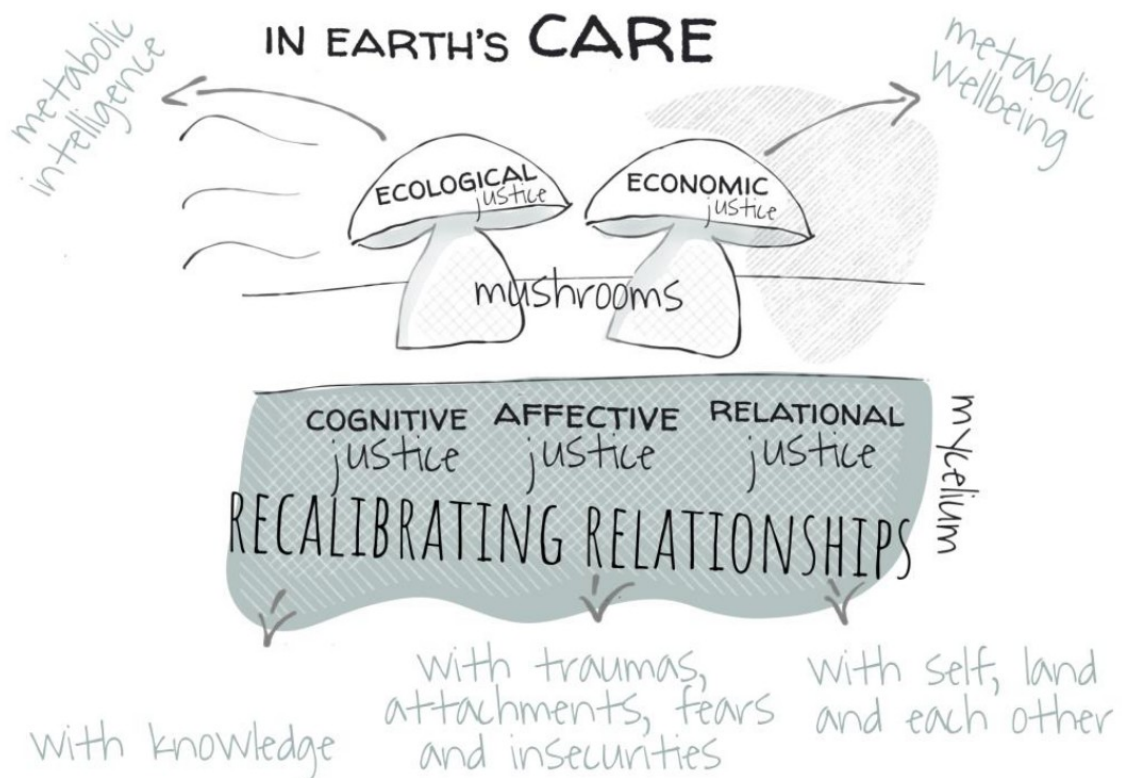 IN EARTH'S CARE
metabolic
intelligence
metabolic
wellbeing
ECOLOGICAL
justice
ECONOMIC
justice
mushrooms
COGNITIVE
justice
AFFECTIVE
justice
RELATIONAL
justice
RECALIBRATING RELATIONSHIPS
mycelium
with knowledge
with traumas,
attachments, fears
and insecurities
with self, land
and each other